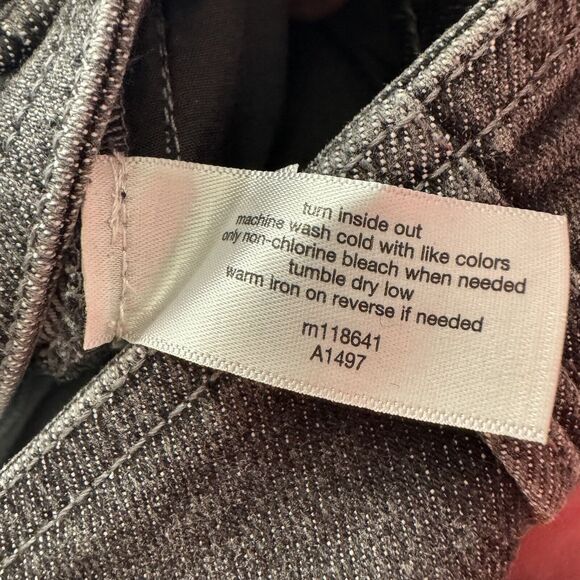 turn inside out
machine wash cold with like colors
only non-chlorine bleach when needed
tumble dry low
warm iron on reverse if needed
rn118641
A1497